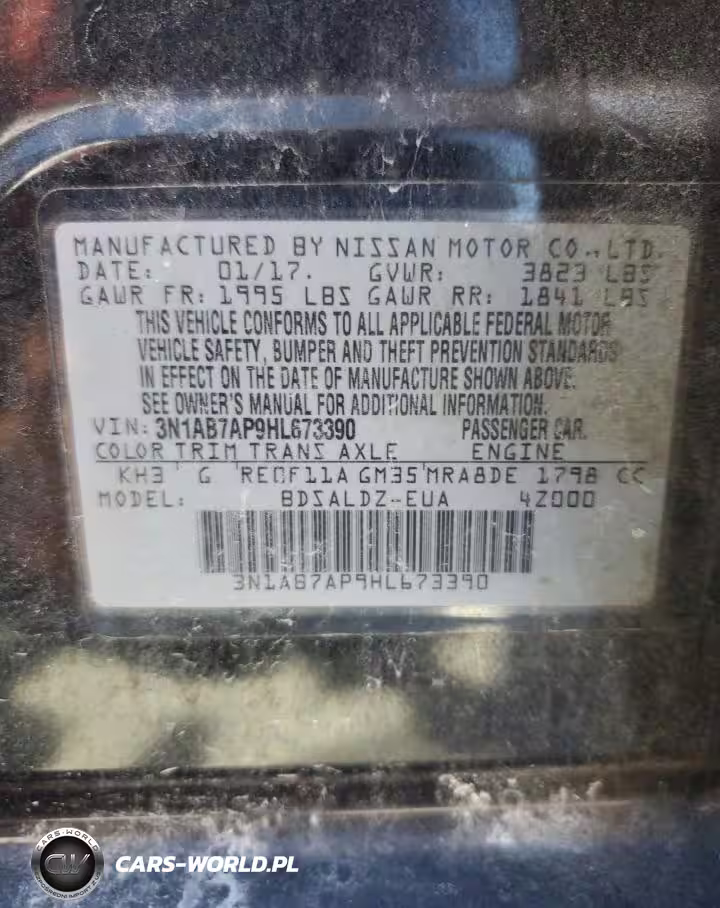 MANUFACTURED BY NISSAN MOTOR CO., LTD.
DATE: 01/17. GVWR: 3823 LBS
GAWR FR: 1995 LBS GAWR RR: 1841 LBS
THIS VEHICLE CONFORMS TO ALL APPLICABLE FEDERAL MOTOR
VEHICLE SAFETY, BUMPER AND THEFT PREVENTION STANDARDS
IN EFFECT ON THE DATE OF MANUFACTURE SHOWN ABOVE.
SEE OWNER'S MANUAL FOR ADDITIONAL INFORMATION.
VIN: 3N1AB7AP9HL673390 PASSENGER CAR.
COLOR TRIM TRANS AXLE ENGINE
KH3 G RE0F11A GM35 MRA8DE 1798 CC
MODEL: BDSALDZ-EUA 4Z000
3N1AB7AP9HL673390
CARS-WORLD
CW
CARS-WORLD.PL